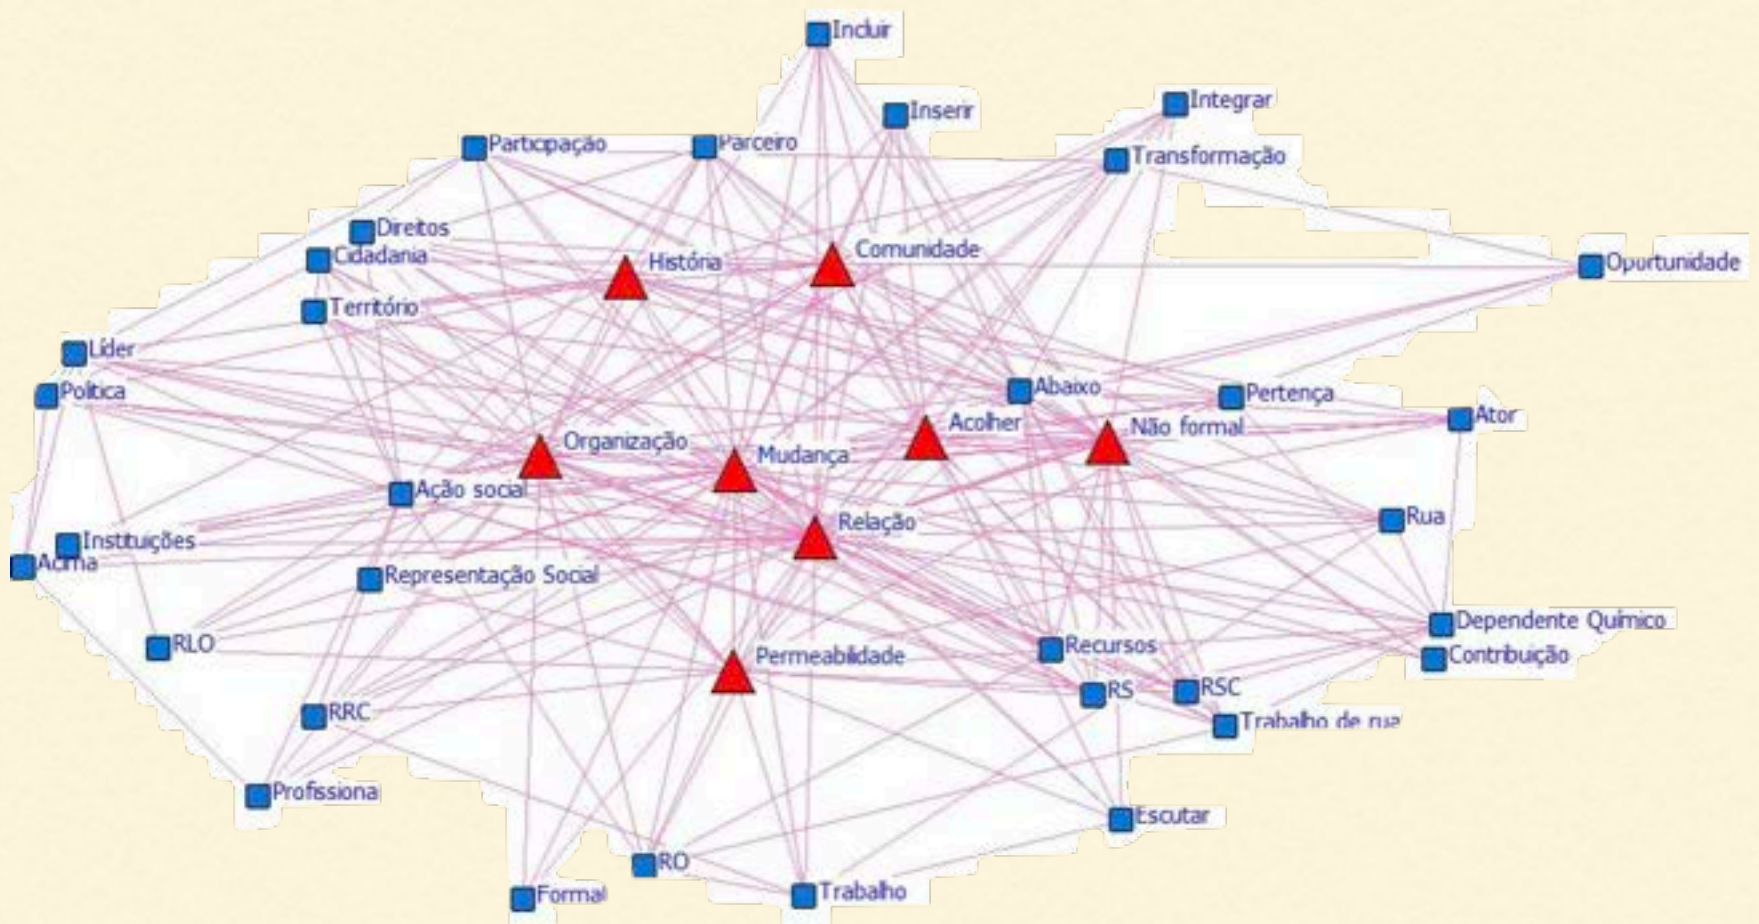 Incluir
Integrar
Inserir
Participação
Parceiro
Transformação
Direitos
Cidadania
História
Comunidade
Oportunidade
Território
Líder
Política
Abaixo
Pertença
Acolher
Não formal
Ator
Organização
Mudança
Ação social
Relação
Rua
Instituições
Acima
Representação Social
Dependente Químico
RLO
Permeabilidade
Recursos
Contribuição
RS
RSC
RRC
Trabalho de rua
Profissional
Escutar
RO
Formal
Trabalho